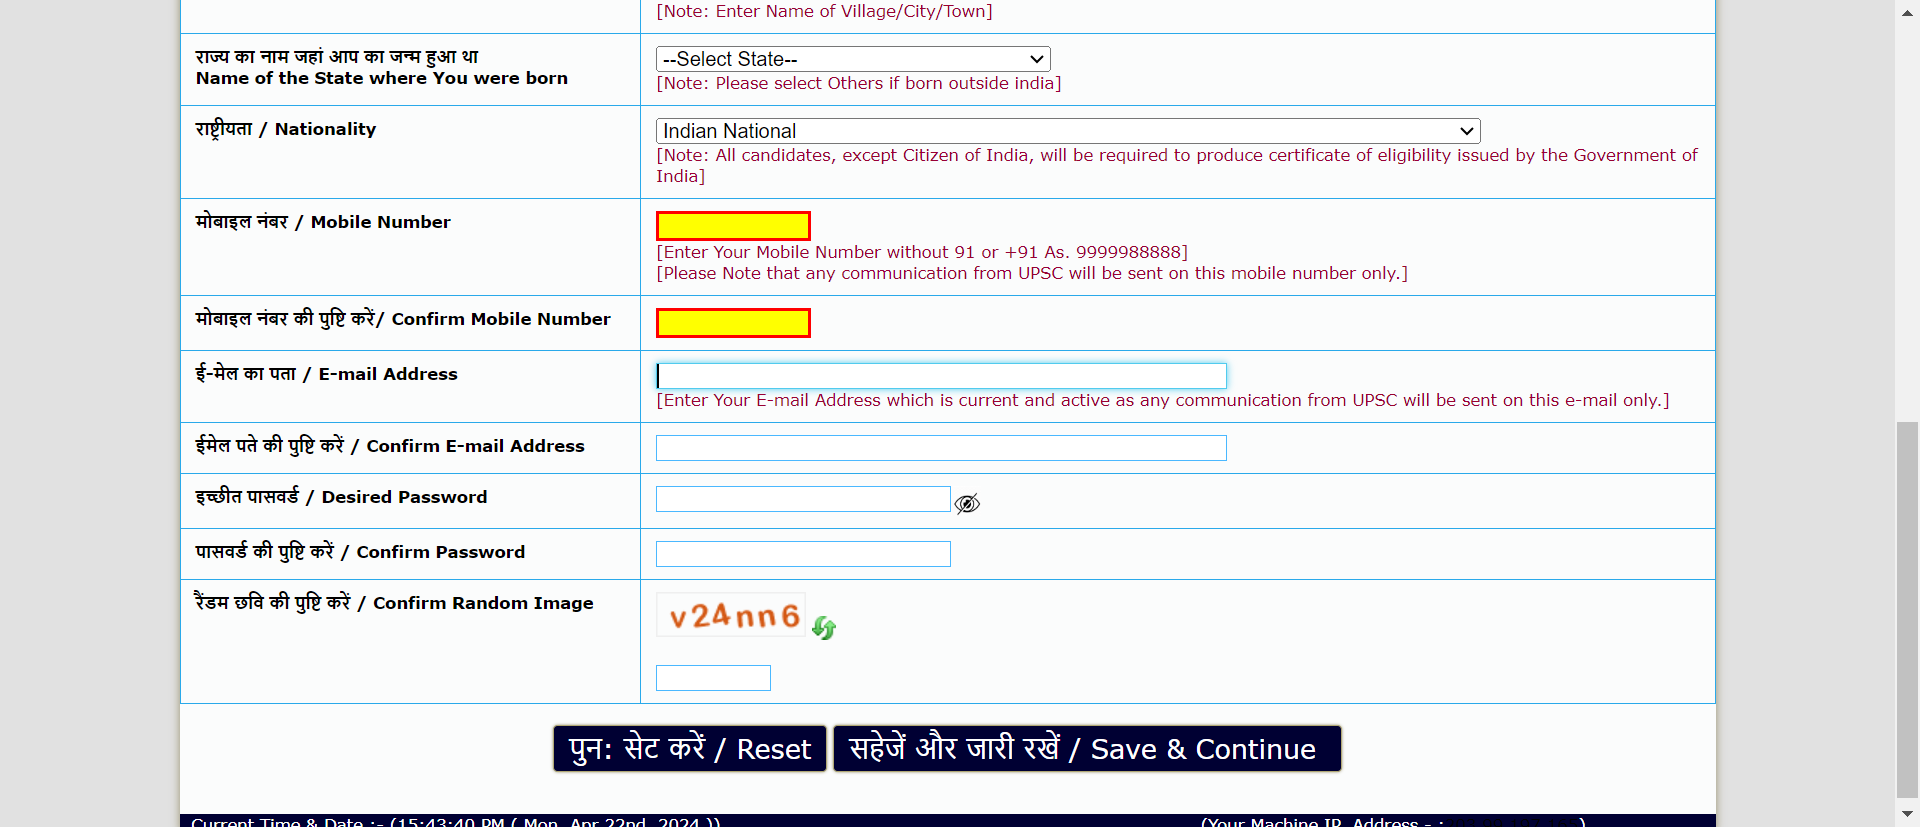 [Note: Enter Name of Village/City/Town]
राज्य का नाम जहां आप का जन्म हुआ था
Name of the State where You were born
--Select State--
[Note: Please select Others if born outside india]
राष्ट्रीयता / Nationality
Indian National
[Note: All candidates, except Citizen of India, will be required to produce certificate of eligibility issued by the Government of
India]
मोबाइल नंबर / Mobile Number
[Enter Your Mobile Number without 91 or +91 As. 9999988888]
[Please Note that any communication from UPSC will be sent on this mobile number only.]
मोबाइल नंबर की पुष्टि करें/ Confirm Mobile Number
ई-मेल का पता / E-mail Address
[Enter Your E-mail Address which is current and active as any communication from UPSC will be sent on this e-mail only.]
ईमेल पते की पुष्टि करें / Confirm E-mail Address
इच्छीत पासवर्ड / Desired Password
पासवर्ड की पुष्टि करें / Confirm Password
रैंडम छवि की पुष्टि करें / Confirm Random Image
v24nn6
पुन: सेट करें / Reset
सहेजें और जारी रखें / Save & Continue
Current Time & Date :- (15:43:40 PM ( Mon, Apr 22nd, 2024 ))
(Your Machine IP Address - : )